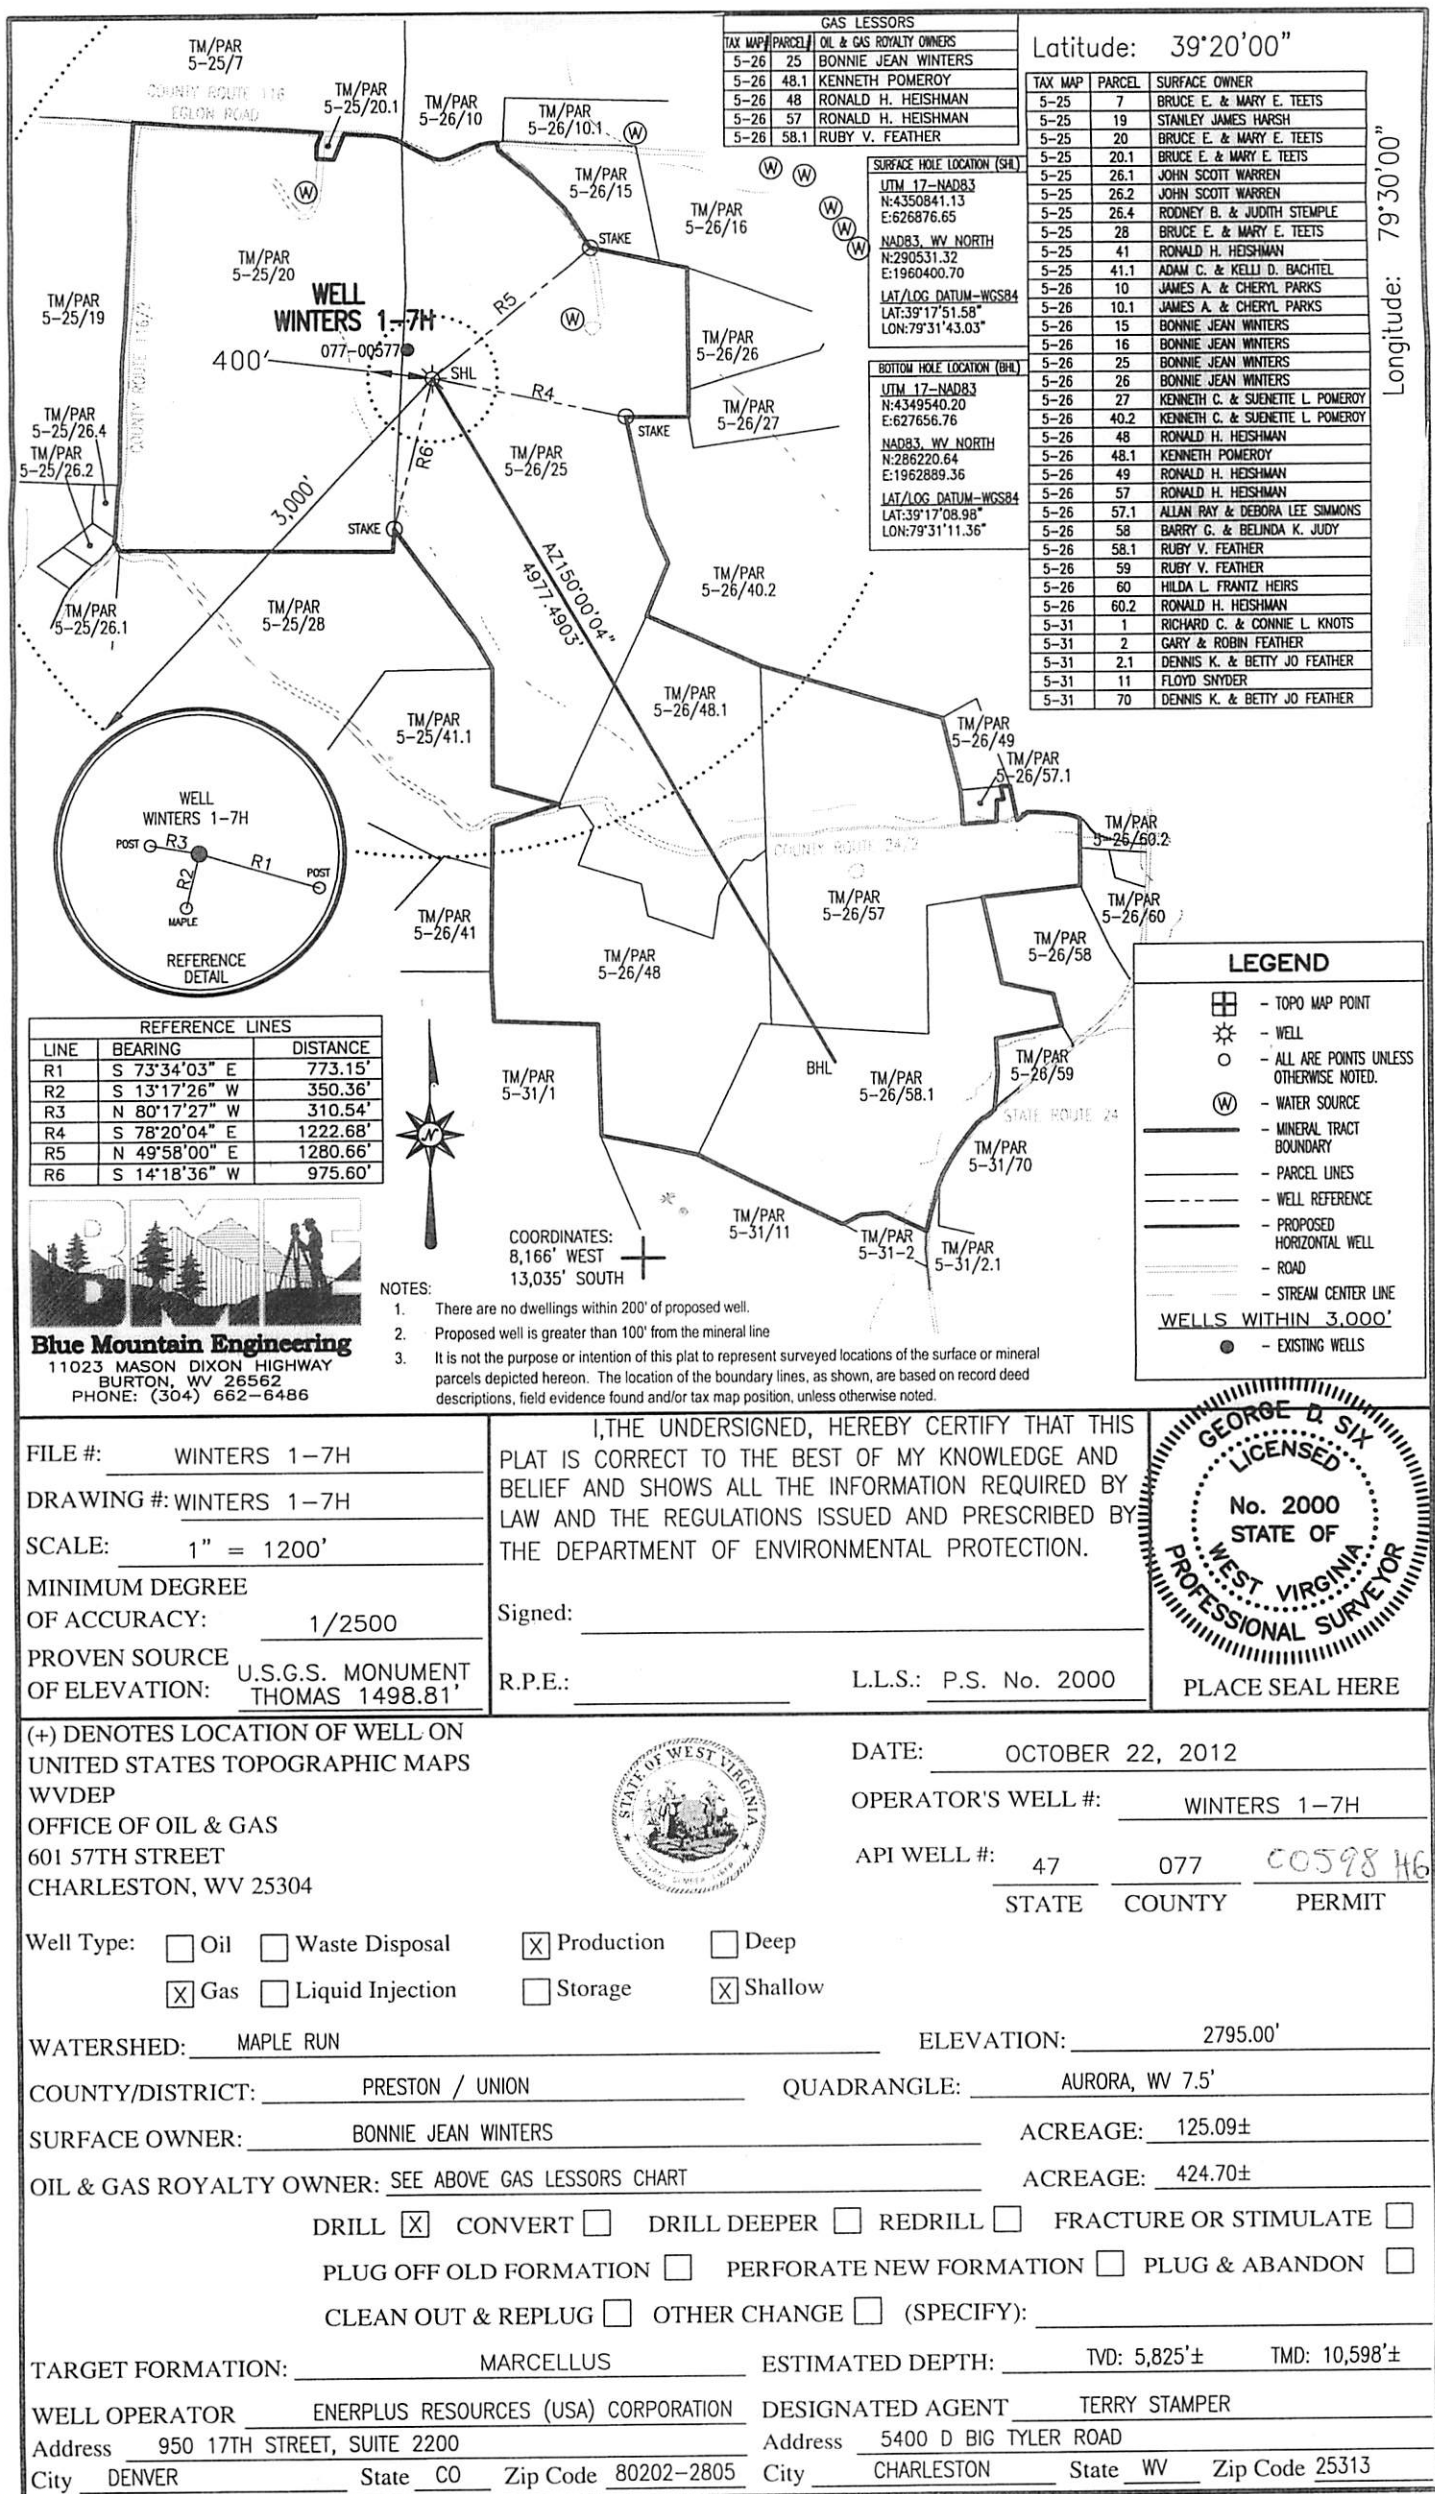 TM/PAR
5-25/7
COUNTY ROUTE 116
EGLON ROAD
TM/PAR
5-25/20.1
TM/PAR
5-26/10
TM/PAR
5-26/10.1
W
TM/PAR
5-26/15
W
W
W
TM/PAR
5-26/16
W
W
W
STAKE
TM/PAR
5-25/20
TM/PAR
5-25/19
WELL
WINTERS 1-7H
077-00577
400'
SHL
R5
W
TM/PAR
5-26/26
R4
TM/PAR
5-26/27
STAKE
R6
TM/PAR
5-26/25
TM/PAR
5-25/26.4
TM/PAR
5-25/26.2
3,000'
STAKE
TM/PAR
5-25/26.1
TM/PAR
5-25/28
AZ150°00'04"
4977.4903'
TM/PAR
5-26/40.2
TM/PAR
5-25/41.1
TM/PAR
5-26/48.1
TM/PAR
5-26/49
TM/PAR
5-26/57.1
TM/PAR
5-26/60.2
COUNTY ROUTE 24/2
TM/PAR
5-26/57
TM/PAR
5-26/60
TM/PAR
5-26/41
TM/PAR
5-26/58
TM/PAR
5-26/48
BHL
TM/PAR
5-26/59
TM/PAR
5-26/58.1
STATE ROUTE 24
TM/PAR
5-31/1
TM/PAR
5-31/70
TM/PAR
5-31/11
TM/PAR
5-31-2
TM/PAR
5-31/2.1
GAS LESSORS
TAX MAP# PARCEL# OIL & GAS ROYALTY OWNERS
5-26 25 BONNIE JEAN WINTERS
5-26 48.1 KENNETH POMEROY
5-26 48 RONALD H. HEISHMAN
5-26 57 RONALD H. HEISHMAN
5-26 58.1 RUBY V. FEATHER
SURFACE HOLE LOCATION (SHL)
UTM 17-NAD83
N:4350841.13
E:626876.65
NAD83, WV NORTH
N:290531.32
E:1960400.70
LAT/LOG DATUM-WGS84
LAT:39°17'51.58"
LON:79°31'43.03"
BOTTOM HOLE LOCATION (BHL)
UTM 17-NAD83
N:4349540.20
E:627656.76
NAD83, WV NORTH
N:286220.64
E:1962889.36
LAT/LOG DATUM-WGS84
LAT:39°17'08.98"
LON:79°31'11.36"
Latitude: 39°20'00"
Longitude: 79°30'00"
TAX MAP PARCEL SURFACE OWNER
5-25 7 BRUCE E. & MARY E. TEETS
5-25 19 STANLEY JAMES HARSH
5-25 20 BRUCE E. & MARY E. TEETS
5-25 20.1 BRUCE E. & MARY E. TEETS
5-25 26.1 JOHN SCOTT WARREN
5-25 26.2 JOHN SCOTT WARREN
5-25 26.4 RODNEY B. & JUDITH STEMPLE
5-25 28 BRUCE E. & MARY E. TEETS
5-25 41 RONALD H. HEISHMAN
5-25 41.1 ADAM C. & KELLI D. BACHTEL
5-26 10 JAMES A. & CHERYL PARKS
5-26 10.1 JAMES A. & CHERYL PARKS
5-26 15 BONNIE JEAN WINTERS
5-26 16 BONNIE JEAN WINTERS
5-26 25 BONNIE JEAN WINTERS
5-26 26 BONNIE JEAN WINTERS
5-26 27 KENNETH C. & SUENETTE L. POMEROY
5-26 40.2 KENNETH C. & SUENETTE L. POMEROY
5-26 48 RONALD H. HEISHMAN
5-26 48.1 KENNETH POMEROY
5-26 49 RONALD H. HEISHMAN
5-26 57 RONALD H. HEISHMAN
5-26 57.1 ALLAN RAY & DEBORA LEE SIMMONS
5-26 58 BARRY G. & BELINDA K. JUDY
5-26 58.1 RUBY V. FEATHER
5-26 59 RUBY V. FEATHER
5-26 60 HILDA L. FRANTZ HEIRS
5-26 60.2 RONALD H. HEISHMAN
5-31 1 RICHARD C. & CONNIE L. KNOTS
5-31 2 GARY & ROBIN FEATHER
5-31 2.1 DENNIS K. & BETTY JO FEATHER
5-31 11 FLOYD SNYDER
5-31 70 DENNIS K. & BETTY JO FEATHER
WELL
WINTERS 1-7H
POST R3 R1 POST
R2
MAPLE
REFERENCE
DETAIL
REFERENCE LINES
LINE BEARING DISTANCE
R1 S 73°34'03" E 773.15'
R2 S 13°17'26" W 350.36'
R3 N 80°17'27" W 310.54'
R4 S 78°20'04" E 1222.68'
R5 N 49°58'00" E 1280.66'
R6 S 14°18'36" W 975.60'
N
LEGEND
- TOPO MAP POINT
- WELL
- ALL ARE POINTS UNLESS
OTHERWISE NOTED.
W - WATER SOURCE
- MINERAL TRACT
BOUNDARY
- PARCEL LINES
- WELL REFERENCE
- PROPOSED
HORIZONTAL WELL
- ROAD
- STREAM CENTER LINE
WELLS WITHIN 3,000'
- EXISTING WELLS
BME
Blue Mountain Engineering
11023 MASON DIXON HIGHWAY
BURTON, WV 26562
PHONE: (304) 662-6486
COORDINATES:
8,166' WEST
13,035' SOUTH
NOTES:
1. There are no dwellings within 200' of proposed well.
2. Proposed well is greater than 100' from the mineral line
3. It is not the purpose or intention of this plat to represent surveyed locations of the surface or mineral
parcels depicted hereon. The location of the boundary lines, as shown, are based on record deed
descriptions, field evidence found and/or tax map position, unless otherwise noted.
FILE #: WINTERS 1-7H
DRAWING #: WINTERS 1-7H
SCALE: 1" = 1200'
MINIMUM DEGREE
OF ACCURACY: 1/2500
PROVEN SOURCE
OF ELEVATION: U.S.G.S. MONUMENT
THOMAS 1498.81'
I,THE UNDERSIGNED, HEREBY CERTIFY THAT THIS
PLAT IS CORRECT TO THE BEST OF MY KNOWLEDGE AND
BELIEF AND SHOWS ALL THE INFORMATION REQUIRED BY
LAW AND THE REGULATIONS ISSUED AND PRESCRIBED BY
THE DEPARTMENT OF ENVIRONMENTAL PROTECTION.
Signed:
R.P.E.: L.L.S.: P.S. No. 2000
GEORGE D. SIX
LICENSED
No. 2000
STATE OF
WEST VIRGINIA
PROFESSIONAL SURVEYOR
PLACE SEAL HERE
(+) DENOTES LOCATION OF WELL ON
UNITED STATES TOPOGRAPHIC MAPS
WVDEP
OFFICE OF OIL & GAS
601 57TH STREET
CHARLESTON, WV 25304
STATE OF WEST VIRGINIA
DATE: OCTOBER 22, 2012
OPERATOR'S WELL #: WINTERS 1-7H
API WELL #: 47 077 00598 H6
STATE COUNTY PERMIT
Well Type: Oil Waste Disposal X Production Deep
X Gas Liquid Injection Storage X Shallow
WATERSHED: MAPLE RUN ELEVATION: 2795.00'
COUNTY/DISTRICT: PRESTON / UNION QUADRANGLE: AURORA, WV 7.5'
SURFACE OWNER: BONNIE JEAN WINTERS ACREAGE: 125.09±
OIL & GAS ROYALTY OWNER: SEE ABOVE GAS LESSORS CHART ACREAGE: 424.70±
DRILL X CONVERT DRILL DEEPER REDRILL FRACTURE OR STIMULATE
PLUG OFF OLD FORMATION PERFORATE NEW FORMATION PLUG & ABANDON
CLEAN OUT & REPLUG OTHER CHANGE (SPECIFY):
TARGET FORMATION: MARCELLUS ESTIMATED DEPTH: TVD: 5,825'± TMD: 10,598'±
WELL OPERATOR ENERPLUS RESOURCES (USA) CORPORATION DESIGNATED AGENT TERRY STAMPER
Address 950 17TH STREET, SUITE 2200 Address 5400 D BIG TYLER ROAD
City DENVER State CO Zip Code 80202-2805 City CHARLESTON State WV Zip Code 25313